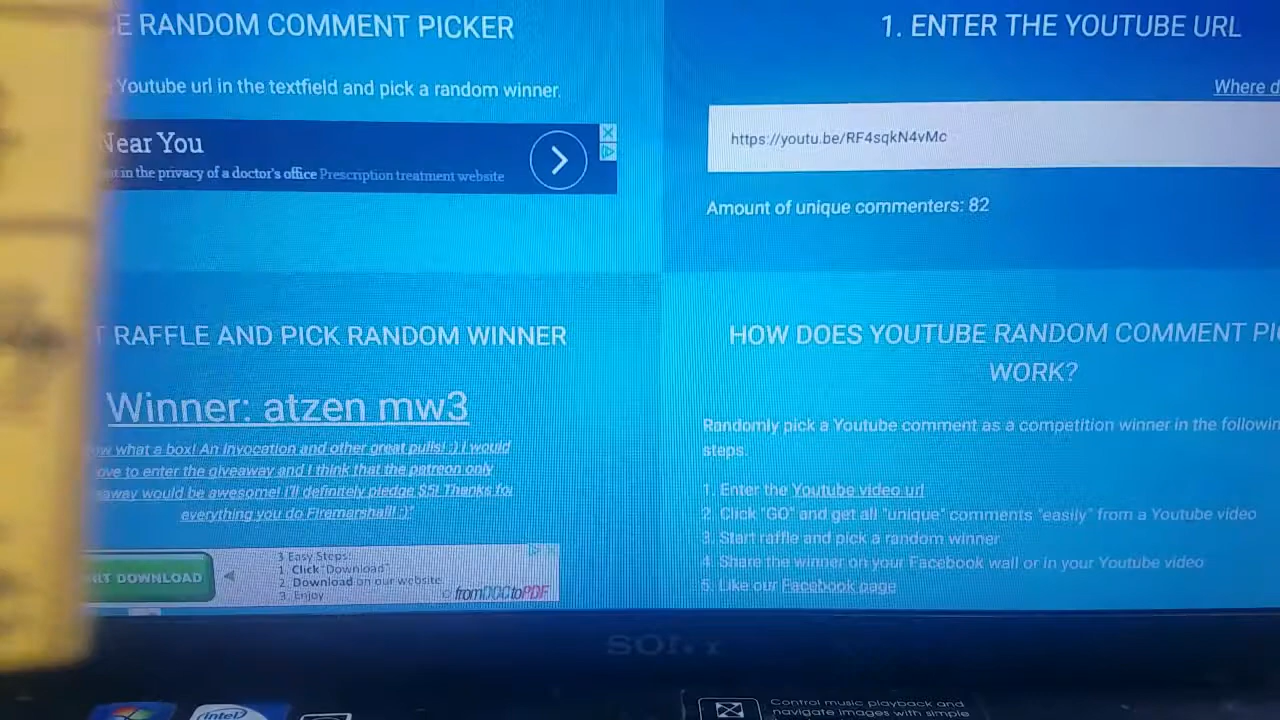 E RANDOM COMMENT PICKER
Youtube url in the textfield and pick a random winner.
Near You
in the privacy of a doctor's office Prescription treatment website
1. ENTER THE YOUTUBE URL
Where d
https://youtu.be/RF4sqkN4vMc
Amount of unique commenters: 82
T RAFFLE AND PICK RANDOM WINNER
Winner: atzen mw3
ow what a box! An Invocation and other great pulls! :) I would
ove to enter the giveaway and I think that the patreon only
away would be awesome! I'll definitely pledge $5! Thanks for
everything you do Firemarshall! :)"
DOWNLOAD
3 Easy Steps:
1. Click "Download"
2. Download on our website
3. Enjoy
fromDOCtoPDF
HOW DOES YOUTUBE RANDOM COMMENT PI
WORK?
Randomly pick a Youtube comment as a competition winner in the followin
steps.
1. Enter the Youtube video url
2. Click "GO" and get all "unique" comments "easily" from a Youtube video
3. Start raffle and pick a random winner
4. Share the winner on your Facebook wall or in your Youtube video
5. Like our Facebook page
SONY
intel
Control music playback and
navigate images with simple